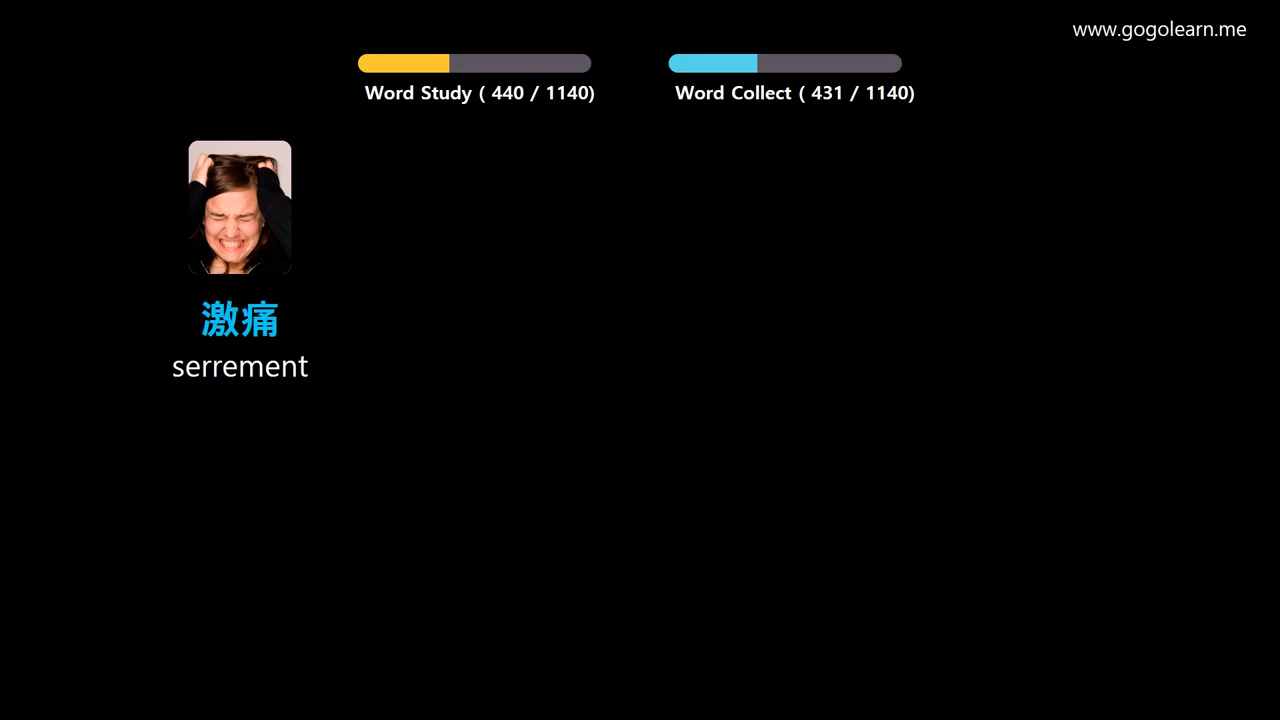 www.gogolearn.me
Word Study ( 440 / 1140)
Word Collect ( 431 / 1140)
激痛
serrement